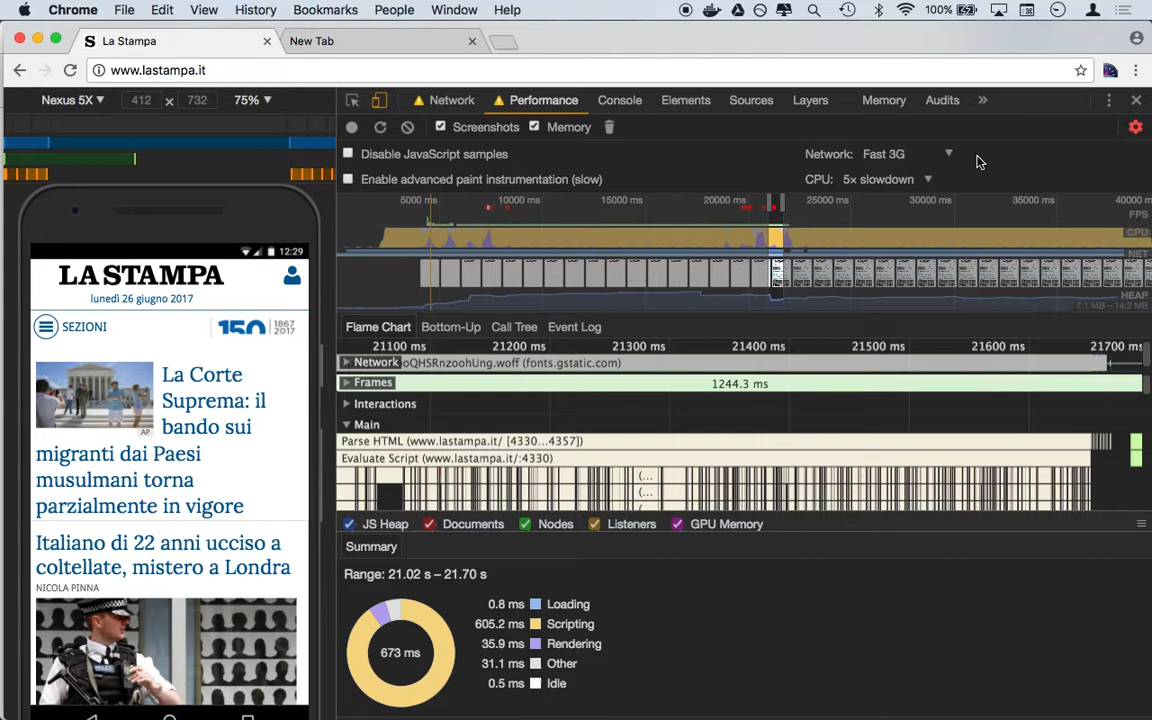 Chrome File Edit View History Bookmarks People Window Help 100%
La Stampa New Tab
www.lastampa.it
Nexus 5X ▾ 412 × 732 75% ▾
Network Performance Console Elements Sources Layers Memory Audits »
Screenshots Memory
Disable JavaScript samples Network: Fast 3G
Enable advanced paint instrumentation (slow) CPU: 5× slowdown
5000 ms 10000 ms 15000 ms 20000 ms 25000 ms 30000 ms 35000 ms 40000 m
FPS
CPU
NET
HEAP
7.1 MB – 14.2 MB
Flame Chart Bottom-Up Call Tree Event Log
21100 ms 21200 ms 21300 ms 21400 ms 21500 ms 21600 ms 21700 ms
Network oQHSRnzoohUng.woff (fonts.gstatic.com)
Frames 1244.3 ms
Interactions
Main
Parse HTML (www.lastampa.it/ [4330...4357])
Evaluate Script (www.lastampa.it/:4330)
(...
(...
JS Heap Documents Nodes Listeners GPU Memory
Summary
Range: 21.02 s – 21.70 s
673 ms
0.8 ms Loading
605.2 ms Scripting
35.9 ms Rendering
31.1 ms Other
0.5 ms Idle
12:29
LA STAMPA
lunedì 26 giugno 2017
SEZIONI 150 1867
2017
La Corte
Suprema: il
bando sui
AP
migranti dai Paesi
musulmani torna
parzialmente in vigore
Italiano di 22 anni ucciso a
coltellate, mistero a Londra
NICOLA PINNA